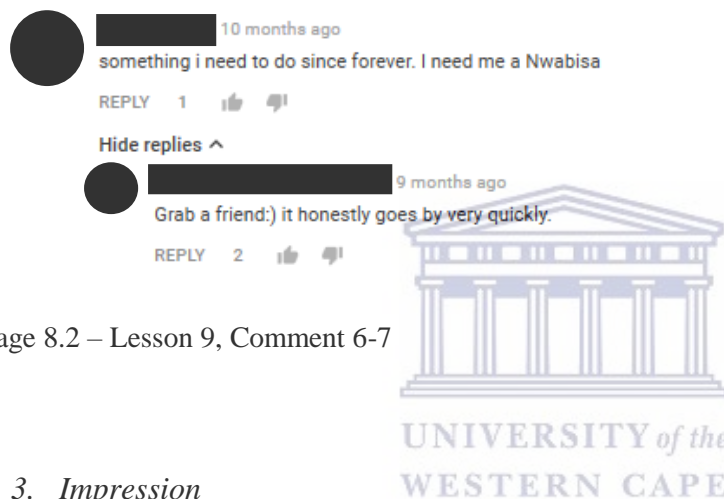 10 months ago
something i need to do since forever. I need me a Nwabisa
REPLY 1
Hide replies
9 months ago
Grab a friend:) it honestly goes by very quickly.
REPLY 2
age 8.2 – Lesson 9, Comment 6-7
UNIVERSITY of the
3. Impression
WESTERN CAPE